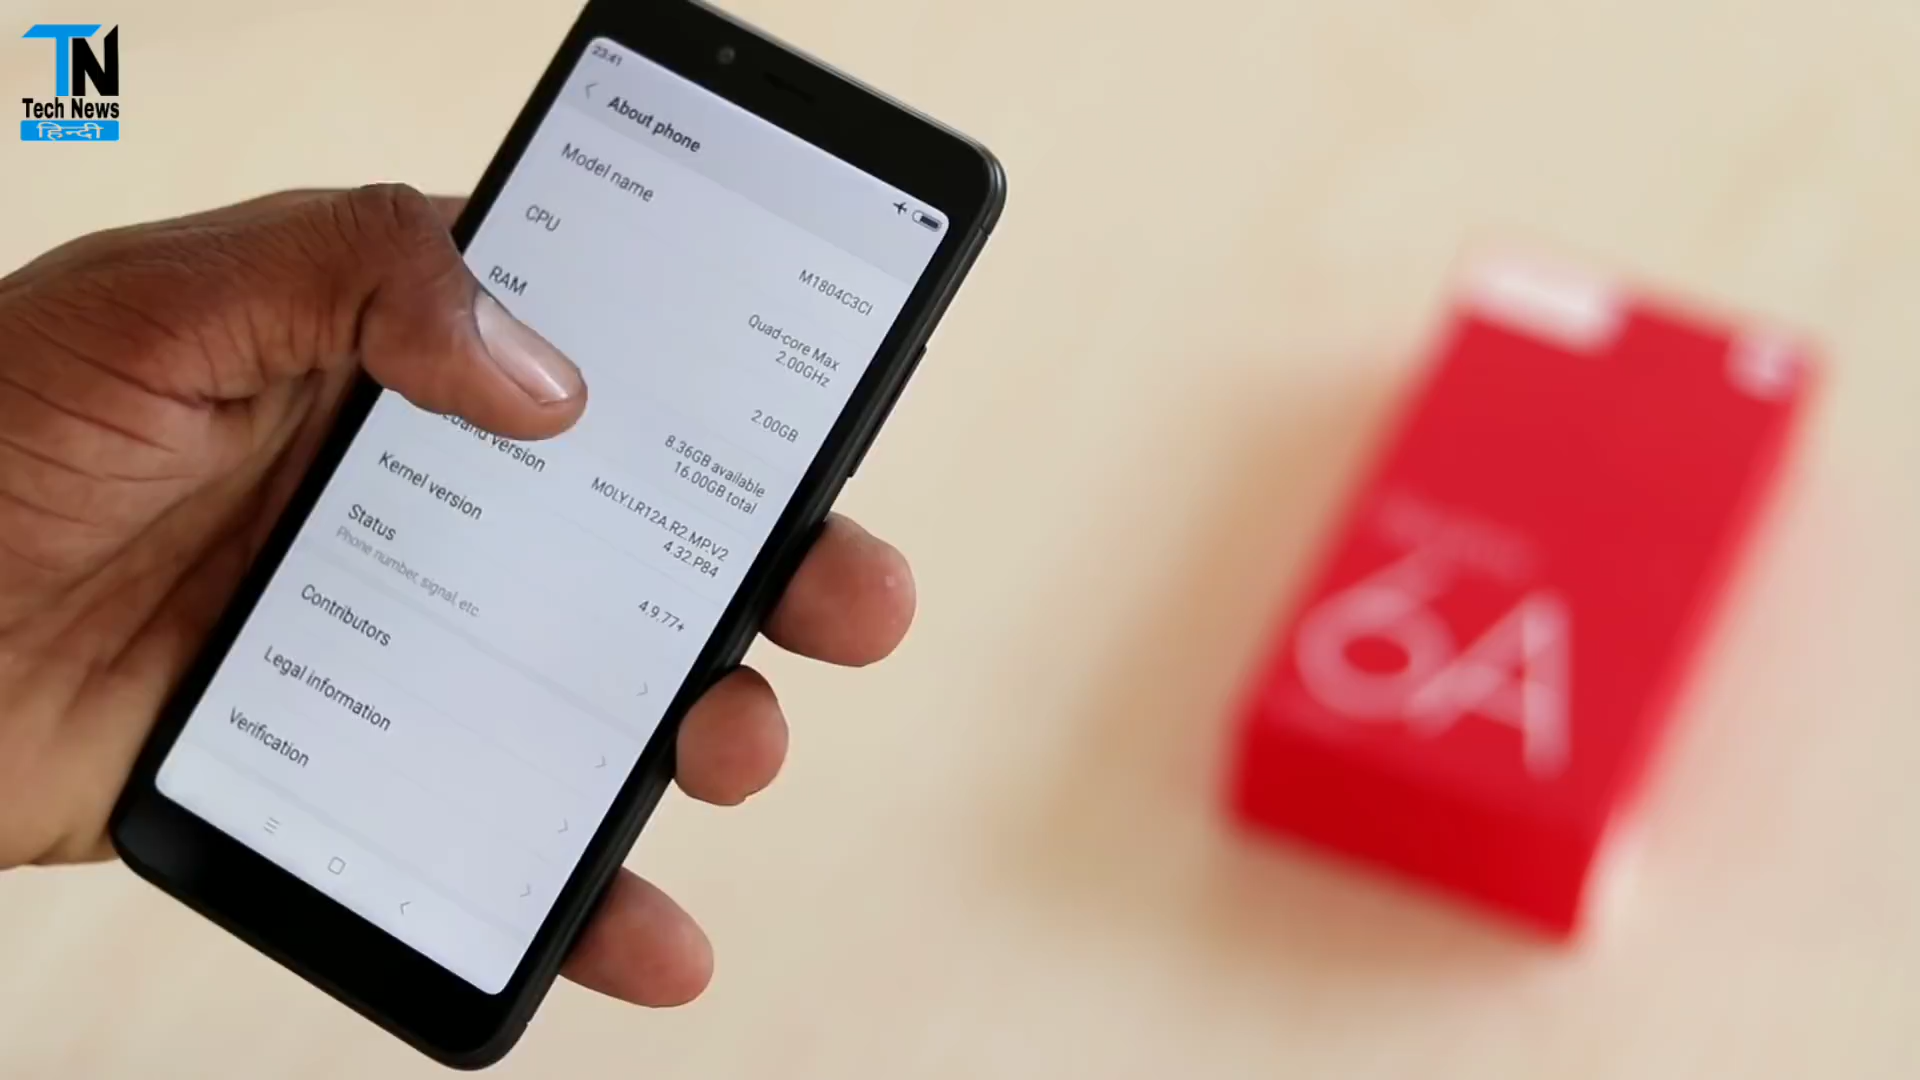 TN
Tech News
हिन्दी
23:41
About phone
Model name
M1804C3CI
CPU
Quad-core Max
2.00GHz
RAM
2.00GB
8.36GB available
16.00GB total
version
MOLY.LR12A.R2.MP.V2
4.32.P84
Kernel version
4.9.77+
Status
Phone number, signal, etc.
Contributors
Legal information
Verification
6A